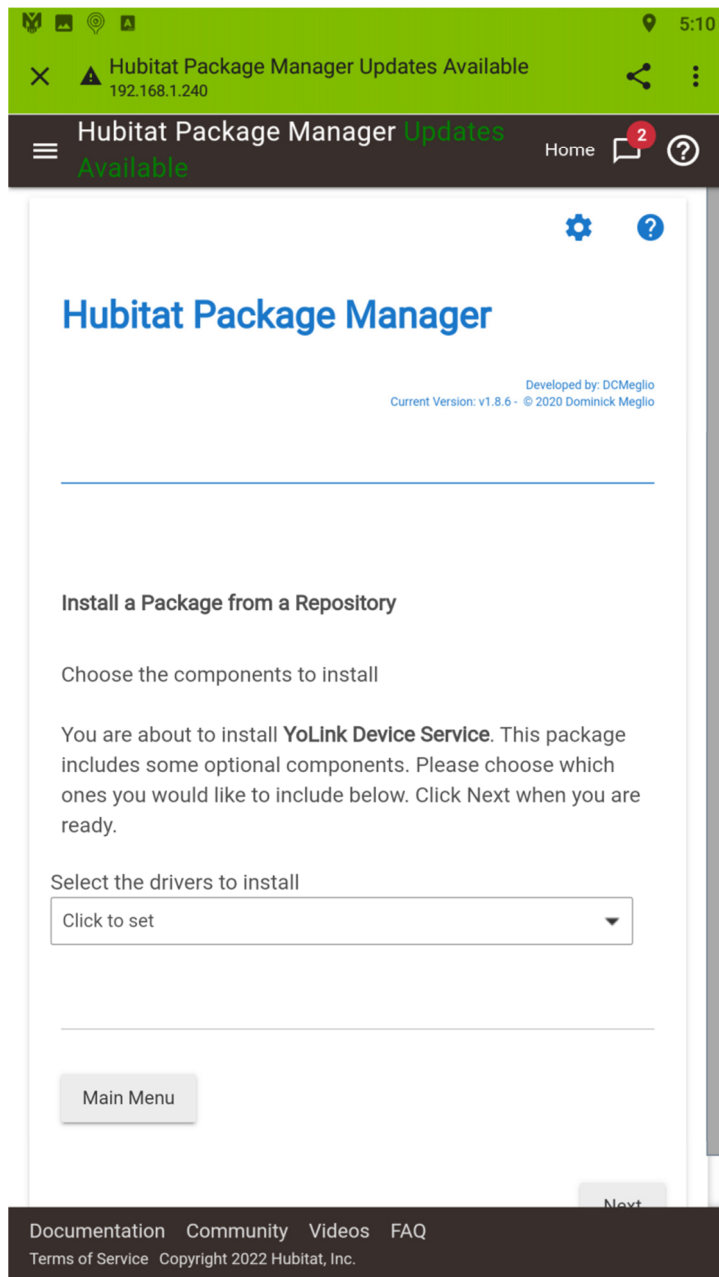 5:10
Hubitat Package Manager Updates Available
192.168.1.240
Hubitat Package Manager Updates
Available
Home
2
Hubitat Package Manager
Developed by: DCMeglio
Current Version: v1.8.6 - © 2020 Dominick Meglio
Install a Package from a Repository
Choose the components to install
You are about to install YoLink Device Service. This package
includes some optional components. Please choose which
ones you would like to include below. Click Next when you are
ready.
Select the drivers to install
Click to set
Main Menu
Next
Documentation Community Videos FAQ
Terms of Service Copyright 2022 Hubitat, Inc.